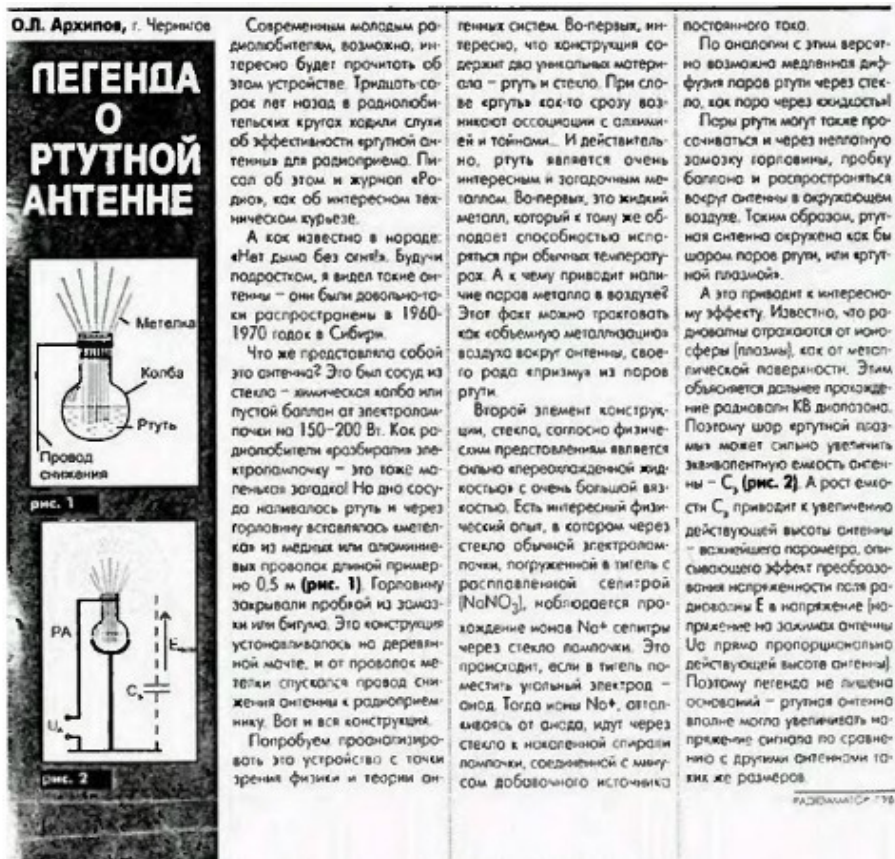 О.Л. Архипов, г. Чернигов
ЛЕГЕНДА
О
РТУТНОЙ
АНТЕННЕ
Метелка
Колба
Ртуть
Провод
снижения
рис. 1
РА
Сэ
Uа
рис. 2
Современным молодым ра-
диолюбителям, возможно, ин-
тересно будет прочитать об
этом устройстве. Тридцать-со-
рок лет назад в радиолюби-
тельских кругах ходили слухи
об эффективности «ртутной ан-
тенны» для радиоприема. Пи-
сал об этом и журнал «Ра-
дио», как об интересном тех-
ническом курьезе.
А как известно в народе:
«Нет дыма без огня!». Будучи
подростком, я видел такие ан-
тенны – они были довольно-та-
ки распространены в 1960-
1970 годах в Сибири.
Что же представляла собой
эта антенна? Это был сосуд из
стекла – химическая колба или
пустой баллон от электролам-
почки на 150–200 Вт. Как ра-
диолюбители «разбирали» эле-
ктролампочку – это тоже ма-
ленькая загадка! На дно сосу-
да наливалась ртуть и через
горловину вставлялась «метел-
ка» из медных или алюминие-
вых проволок длиной пример-
но 0,5 м (рис. 1). Горловину
закрывали пробкой из замаз-
ки или битума. Эта конструкция
устанавливалась на деревян-
ной мачте, и от проволок ме-
телки спускался провод сни-
жения антенны к радиоприем-
нику. Вот и вся конструкция.
Попробуем проанализиро-
вать это устройство с точки
зрения физики и теории ан-
тенных систем. Во-первых, ин-
тересно, что конструкция со-
держит два уникальных матери-
ала – ртуть и стекло. При сло-
ве «ртуть» как-то сразу воз-
никают ассоциации с алхими-
ей и тайнами... И действитель-
но, ртуть является очень
интересным и загадочным ме-
таллом. Во-первых, это жидкий
металл, который к тому же об-
ладает способностью испа-
ряться при обычных температу-
рах. А к чему приводит нали-
чие паров металла в воздухе?
Этот факт можно трактовать
как «объемную металлизацию»
воздуха вокруг антенны, свое-
го рода «призму» из паров
ртути.
Второй элемент конструк-
ции, стекло, согласно физиче-
ским представлениям является
сильно «переохлажденной жид-
костью» с очень большой вяз-
костью. Есть интересный физи-
ческий опыт, в котором через
стекло обычной электролам-
почки, погруженной в тигель с
расплавленной селитрой
(NaNO3), наблюдается про-
хождение ионов Na+ селитры
через стекло лампочки. Это
происходит, если в тигель по-
местить угольный электрод –
анод. Тогда ионы Na+, оттал-
киваясь от анода, идут через
стекло к накаленной спирали
лампочки, соединенной с мину-
сом добавочного источника
постоянного тока.
По аналогии с этим вероят-
но возможна медленная диф-
фузия паров ртути через стек-
ло, как пара через «жидкость»!
Пары ртути могут также про-
сачиваться и через неплотную
замазку горловины, пробку
баллона и распространяться
вокруг антенны в окружающем
воздухе. Таким образом, ртут-
ная антенна окружена как бы
шаром паров ртути, или «ртут-
ной плазмой».
А это приводит к интересно-
му эффекту. Известно, что ра-
диоволны отражаются от ионо-
сферы (плазмы), как от метал-
лической поверхности. Этим
объясняется дальнее прохожде-
ние радиоволн КВ диапазона.
Поэтому шар «ртутной плаз-
мы» может сильно увеличить
эквивалентную емкость антен-
ны – Сэ (рис. 2). А рост емко-
сти Сэ приводит к увеличению
действующей высоты антенны
– важнейшего параметра, опи-
сывающего эффект преобразо-
вания напряженности поля ра-
диоволны Е в напряжение (на-
пряжение на зажимах антенны
Uа прямо пропорционально
действующей высоте антенны).
Поэтому легенда не лишена
оснований – ртутная антенна
вполне могла увеличивать на-
пряжение сигнала по сравне-
нию с другими антеннами та-
ких же размеров.